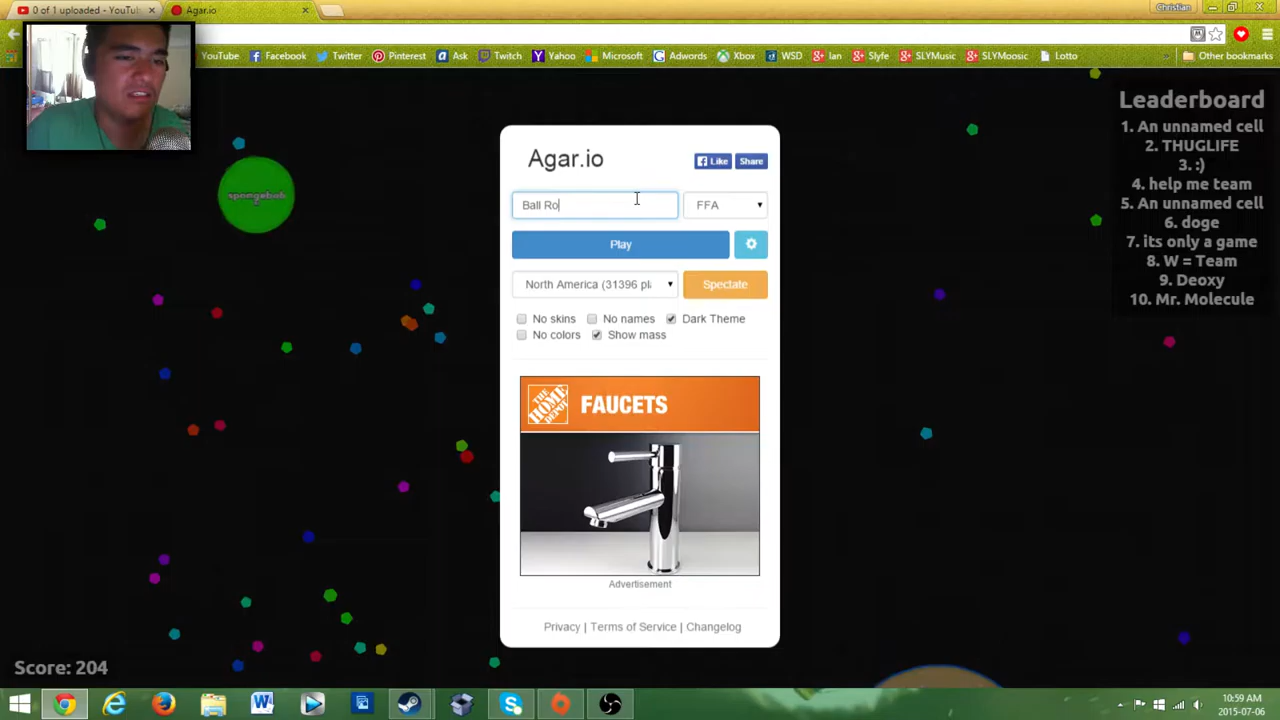 0 of 1 uploaded - YouTu
Agar.io
Christian
YouTube Facebook Twitter Pinterest Ask Twitch Yahoo Microsoft Adwords Xbox WSD Ian Slyfe SLYMusic SLYMoosic Lotto
Other bookmarks
spongebob
Agar.io
Like Share
Ball Ro
FFA
Play
North America (31396 pl
Spectate
No skins No names Dark Theme
No colors Show mass
THE HOME DEPOT
FAUCETS
Advertisement
Privacy | Terms of Service | Changelog
Leaderboard
1. An unnamed cell
2. THUGLIFE
3. :)
4. help me team
5. An unnamed cell
6. doge
7. its only a game
8. W = Team
9. Deoxy
10. Mr. Molecule
Score: 204
10:59 AM
2015-07-06